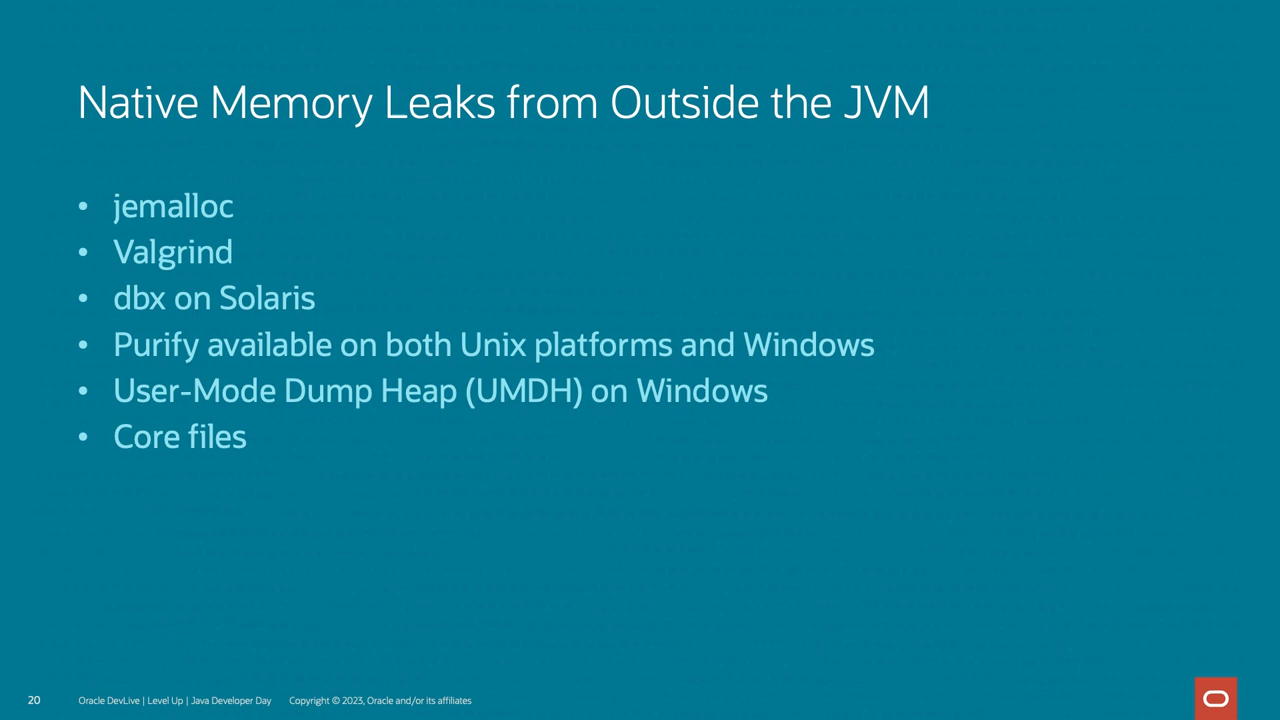 Native Memory Leaks from Outside the JVM
• jemalloc
• Valgrind
• dbx on Solaris
• Purify available on both Unix platforms and Windows
• User-Mode Dump Heap (UMDH) on Windows
• Core files
20 Oracle DevLive | Level Up | Java Developer Day Copyright © 2023, Oracle and/or its affiliates